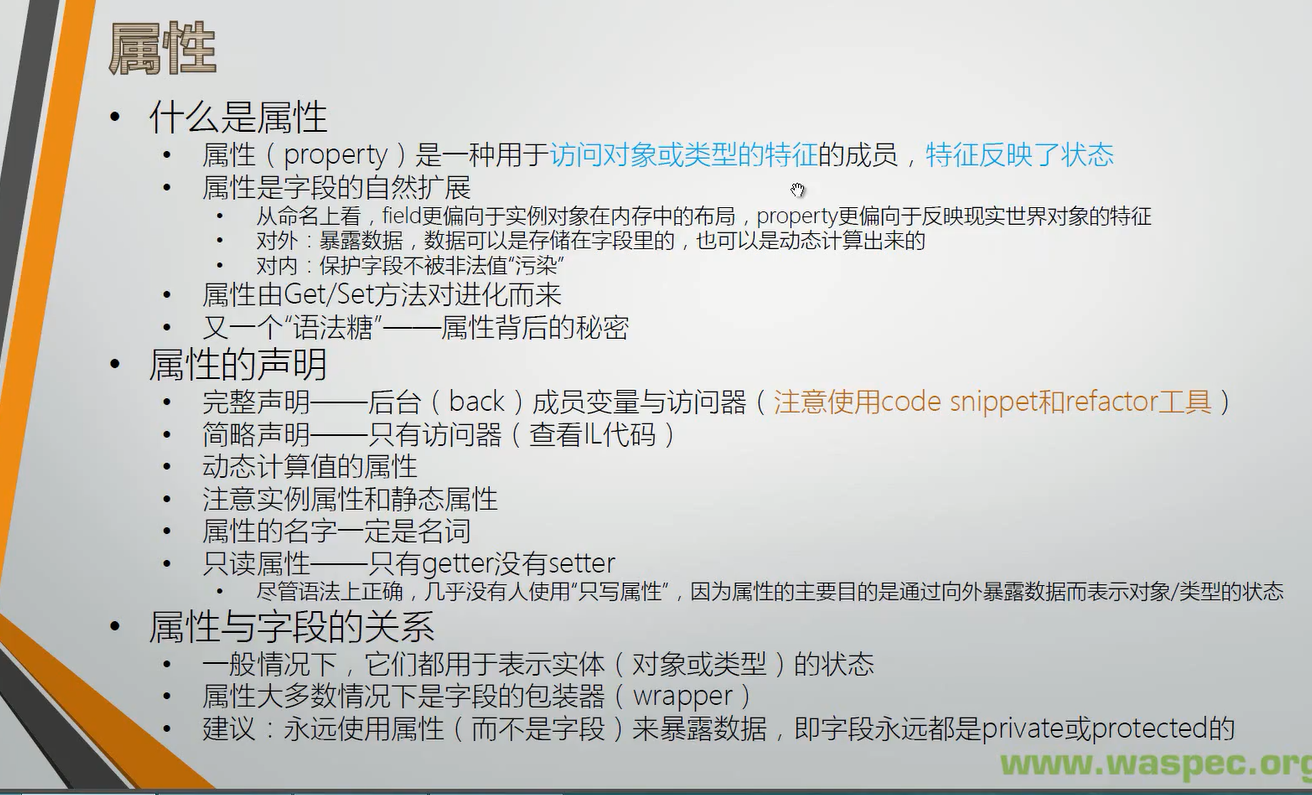 属性
• 什么是属性
• 属性（property）是一种用于访问对象或类型的特征的成员，特征反映了状态
• 属性是字段的自然扩展
• 从命名上看，field更偏向于实例对象在内存中的布局，property更偏向于反映现实世界对象的特征
• 对外：暴露数据，数据可以是存储在字段里的，也可以是动态计算出来的
• 对内：保护字段不被非法值“污染”
• 属性由Get/Set方法对进化而来
• 又一个“语法糖”——属性背后的秘密
• 属性的声明
• 完整声明——后台（back）成员变量与访问器（注意使用code snippet和refactor工具）
• 简略声明——只有访问器（查看IL代码）
• 动态计算值的属性
• 注意实例属性和静态属性
• 属性的名字一定是名词
• 只读属性——只有getter没有setter
• 尽管语法上正确，几乎没有人使用“只写属性”，因为属性的主要目的是通过向外暴露数据而表示对象/类型的状态
• 属性与字段的关系
• 一般情况下，它们都用于表示实体（对象或类型）的状态
• 属性大多数情况下是字段的包装器（wrapper）
• 建议：永远使用属性（而不是字段）来暴露数据，即字段永远都是private或protected的
www.waspec.org